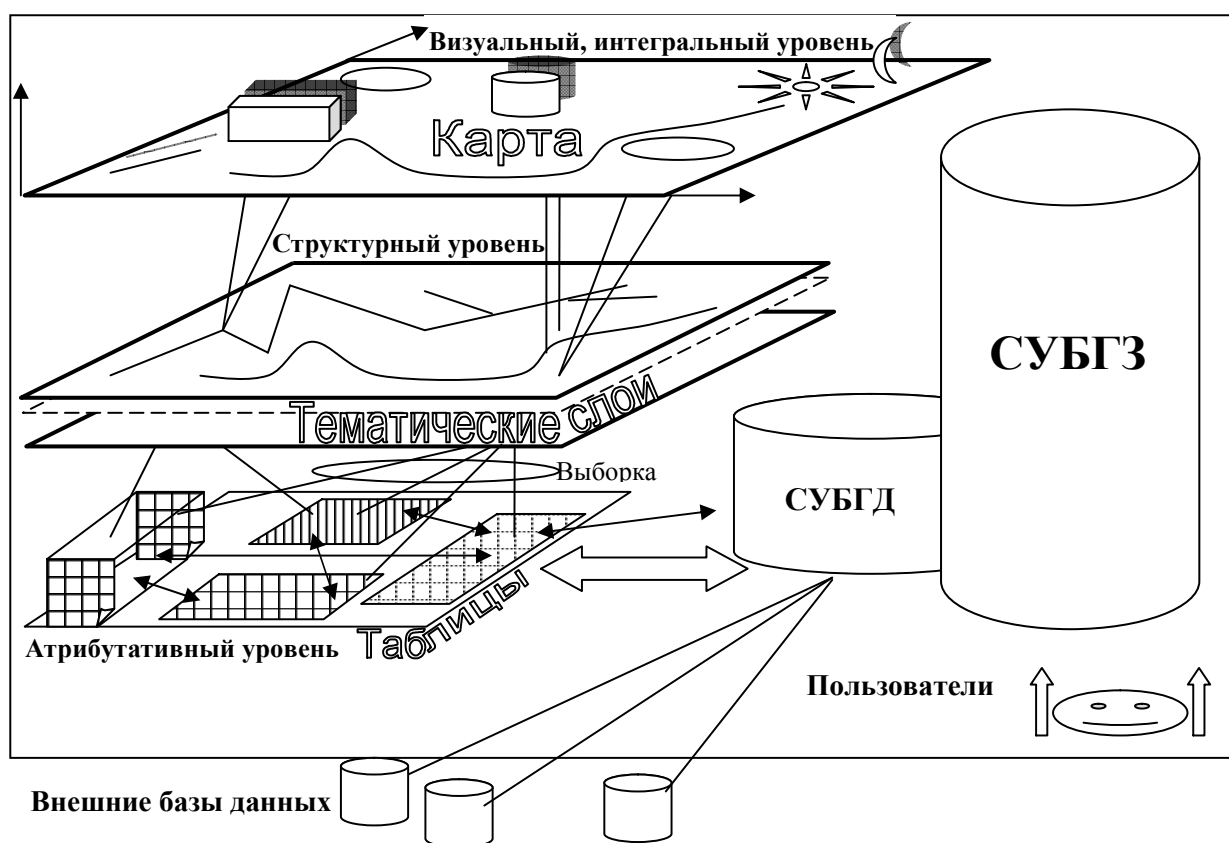 Визуальный, интегральный уровень
Карта
Структурный уровень
СУБГЗ
Тематические слои
Выборка
СУБГД
Таблицы
Атрибутативный уровень
Пользователи
Внешние базы данных